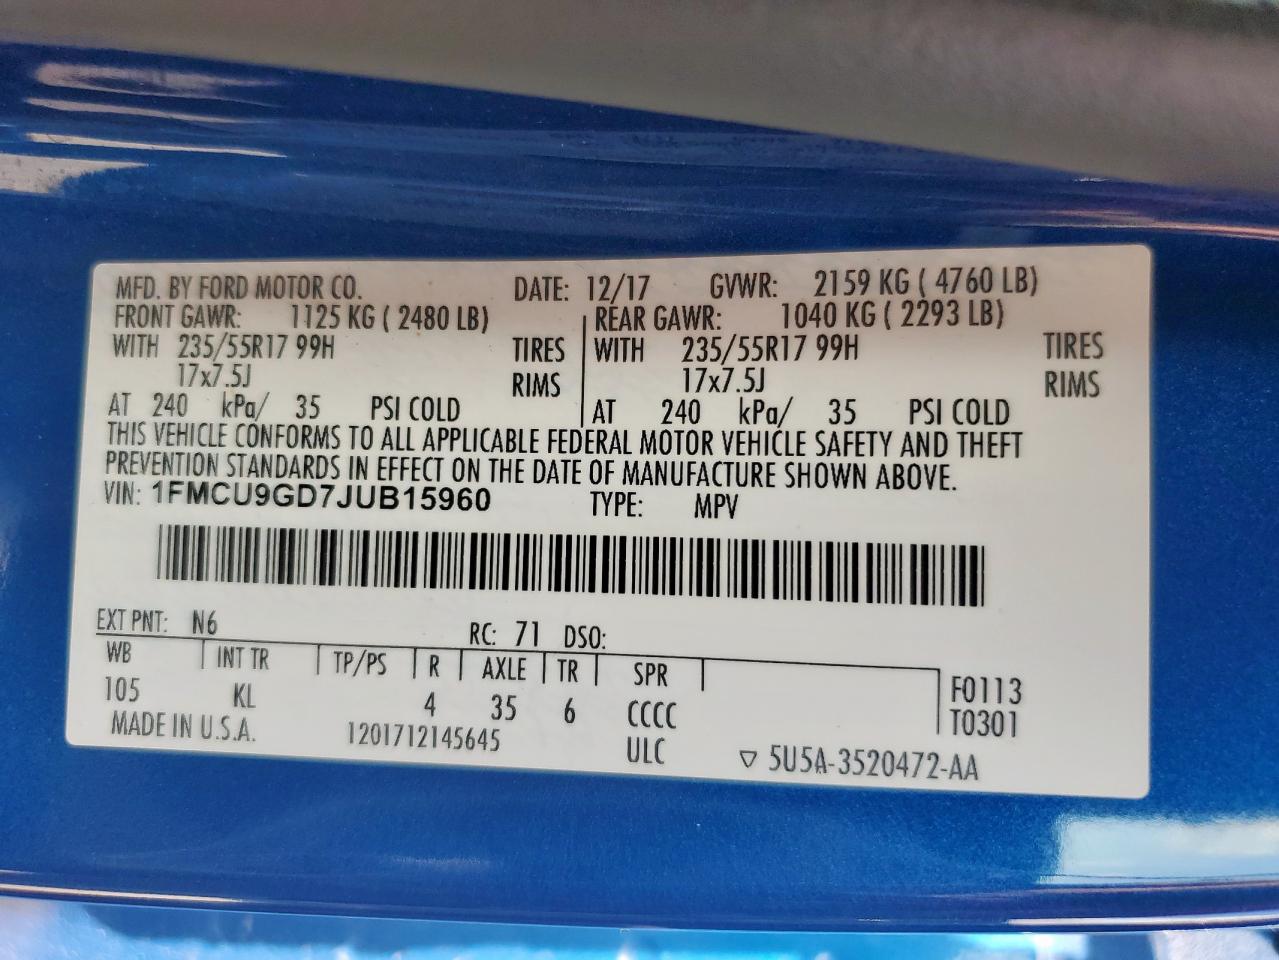 MFD. BY FORD MOTOR CO. DATE: 12/17 GVWR: 2159 KG ( 4760 LB)
FRONT GAWR: 1125 KG ( 2480 LB) REAR GAWR: 1040 KG ( 2293 LB)
WITH 235/55R17 99H TIRES WITH 235/55R17 99H TIRES
17x7.5J RIMS 17x7.5J RIMS
AT 240 kPa/ 35 PSI COLD AT 240 kPa/ 35 PSI COLD
THIS VEHICLE CONFORMS TO ALL APPLICABLE FEDERAL MOTOR VEHICLE SAFETY AND THEFT
PREVENTION STANDARDS IN EFFECT ON THE DATE OF MANUFACTURE SHOWN ABOVE.
VIN: 1FMCU9GD7JUB15960 TYPE: MPV
EXT PNT: N6 RC: 71 DSO:
WB INT TR TP/PS R AXLE TR SPR
105 KL 4 35 6 CCCC F0113
T0301
MADE IN U.S.A. 1201712145645 ULC ▽ 5U5A-3520472-AA